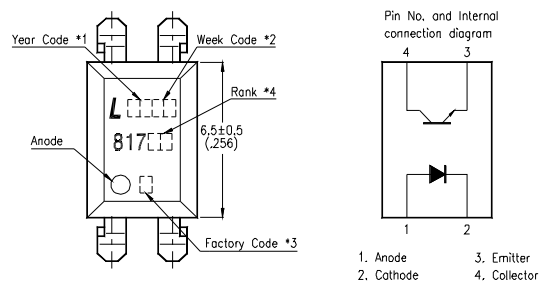 Pin No. and Internal
connection diagram
Year Code *1
Week Code *2
4
3
L
Rank *4
6.5±0.5
(.256)
817
Anode
1
2
Factory Code *3
1. Anode
3. Emitter
2. Cathode
4. Collector